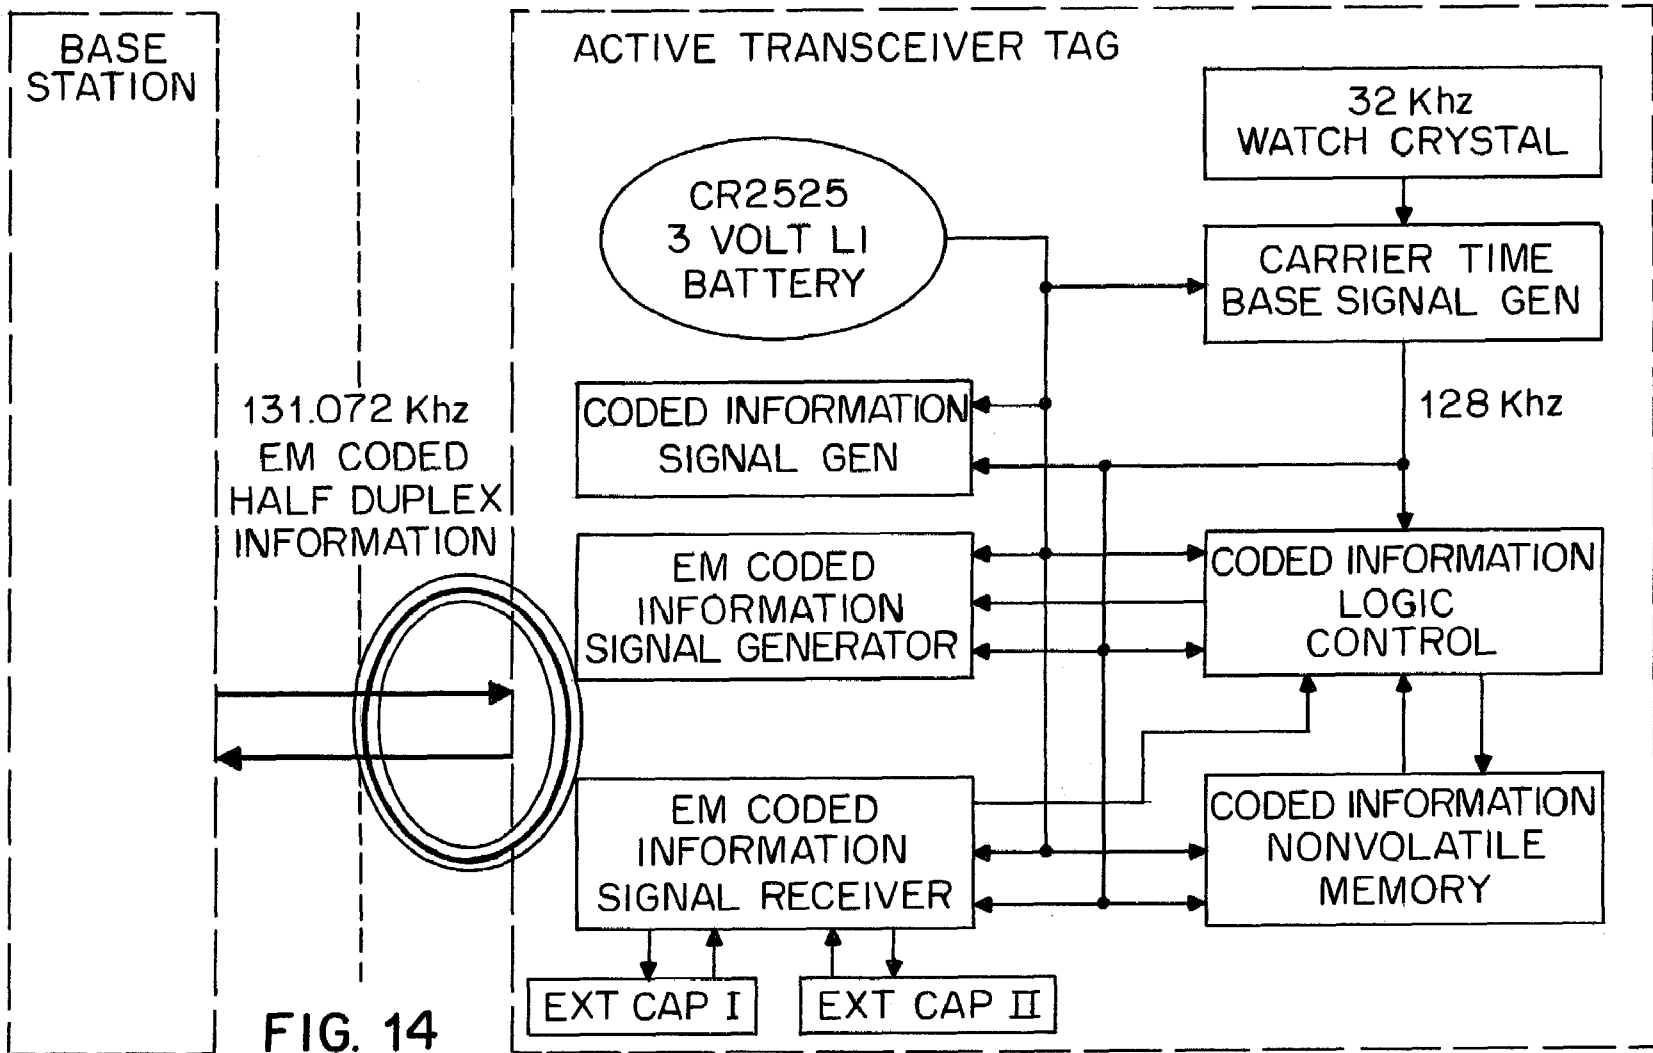 BASE
STATION
ACTIVE TRANSCEIVER TAG
32 Khz
WATCH CRYSTAL
CR2525
3 VOLT LI
BATTERY
CARRIER TIME
BASE SIGNAL GEN
131.072 Khz
EM CODED
HALF DUPLEX
INFORMATION
CODED INFORMATION
SIGNAL GEN
128 Khz
EM CODED
INFORMATION
SIGNAL GENERATOR
CODED INFORMATION
LOGIC
CONTROL
EM CODED
INFORMATION
SIGNAL RECEIVER
CODED INFORMATION
NONVOLATILE
MEMORY
EXT CAP I
EXT CAP II
FIG. 14